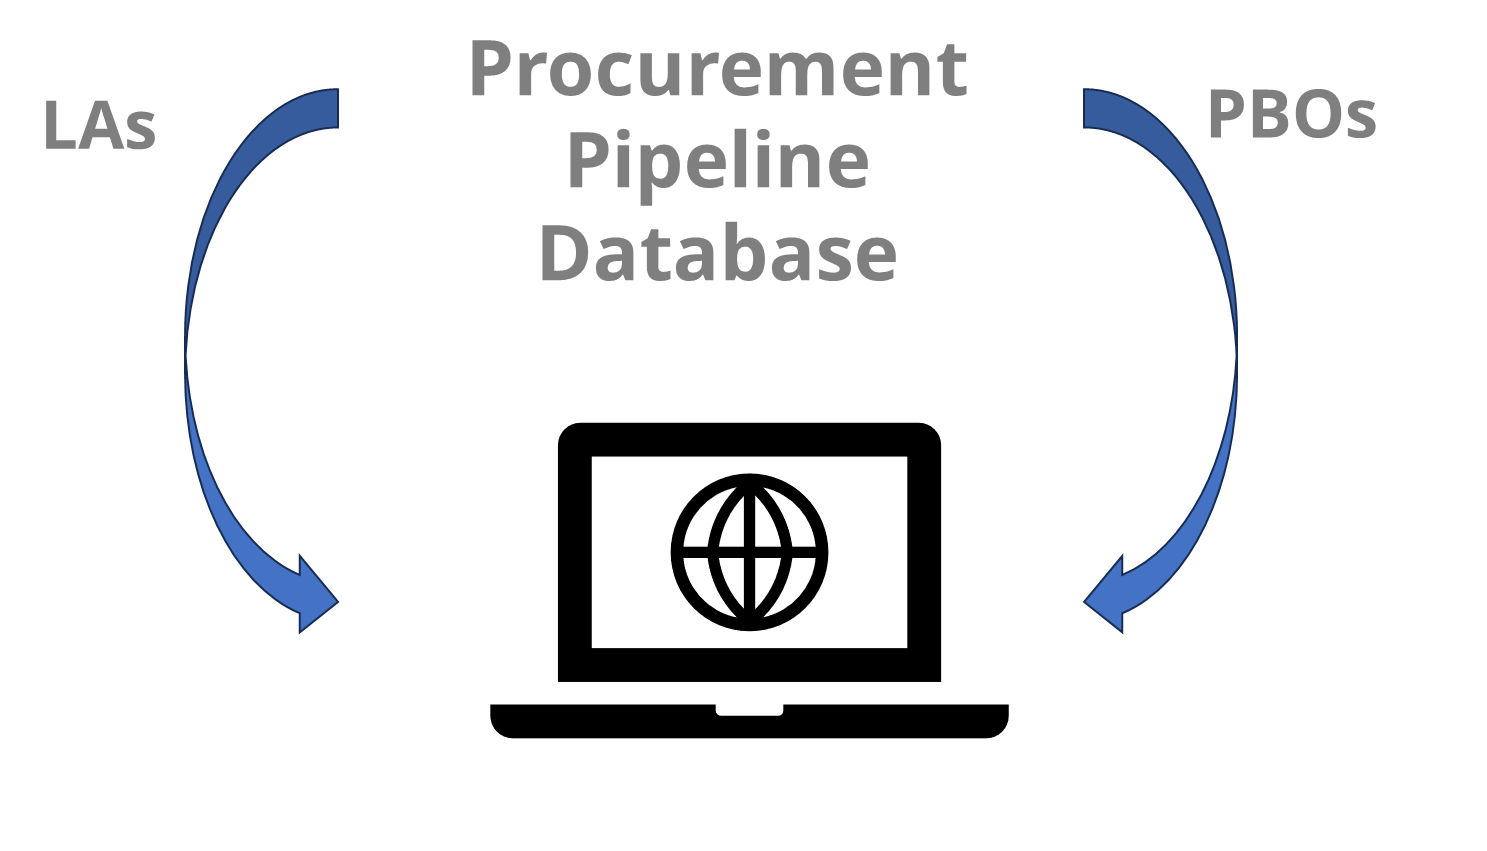 LAs
Procurement
Pipeline
Database
PBOs